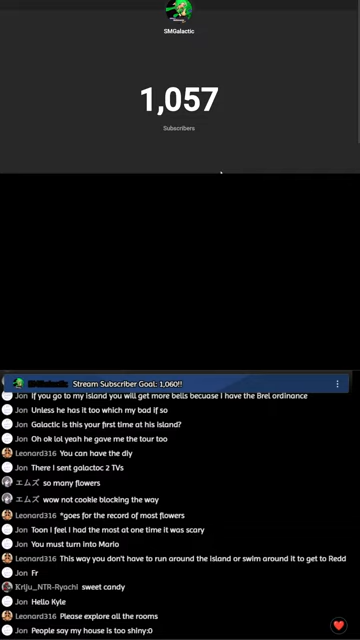 SMGalactic
1,057
Subscribers
SMGalactic Stream Subscriber Goal: 1,060!!
Jon If you go to my island you will get more bells becuase I have the Brel ordinance
Jon Unless he has it too which my bad if so
Jon Galactic is this your first time at his island?
Jon Oh ok lol yeah he gave me the tour too
Leonard316 You can have the diy
Jon There I sent galactoc 2 TVs
エムズ so many flowers
エムズ wow not cookie blocking the way
Leonard316 *goes for the record of most flowers
Jon Toon I feel I had the most at one time it was scary
Jon You must turn into Mario
Leonard316 This way you don't have to run around the island or swim around it to get to Redd
Jon Fr
Kriju_NTR-Ryachi sweet candy
Jon Hello Kyle
Leonard316 Please explore all the rooms
Jon People say my house is too shiny:0